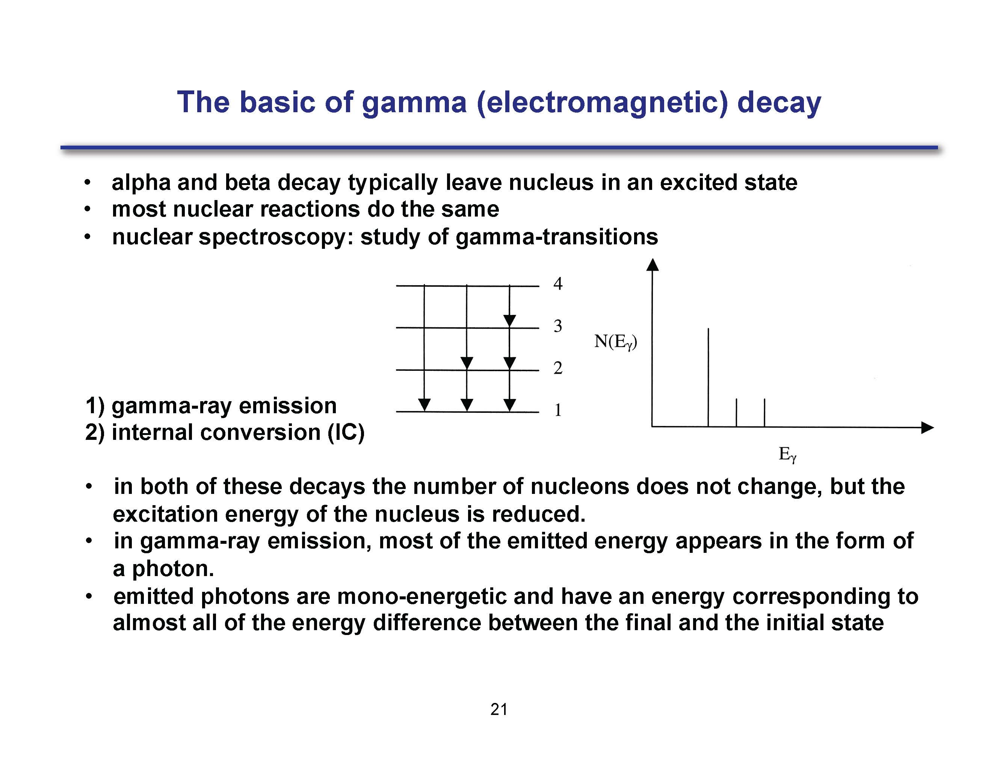 The basic of gamma (electromagnetic) decay
• alpha and beta decay typically leave nucleus in an excited state
• most nuclear reactions do the same
• nuclear spectroscopy: study of gamma-transitions
4
3
2
1
N(Eγ)
Eγ
1) gamma-ray emission
2) internal conversion (IC)
• in both of these decays the number of nucleons does not change, but the
excitation energy of the nucleus is reduced.
• in gamma-ray emission, most of the emitted energy appears in the form of
a photon.
• emitted photons are mono-energetic and have an energy corresponding to
almost all of the energy difference between the final and the initial state
21